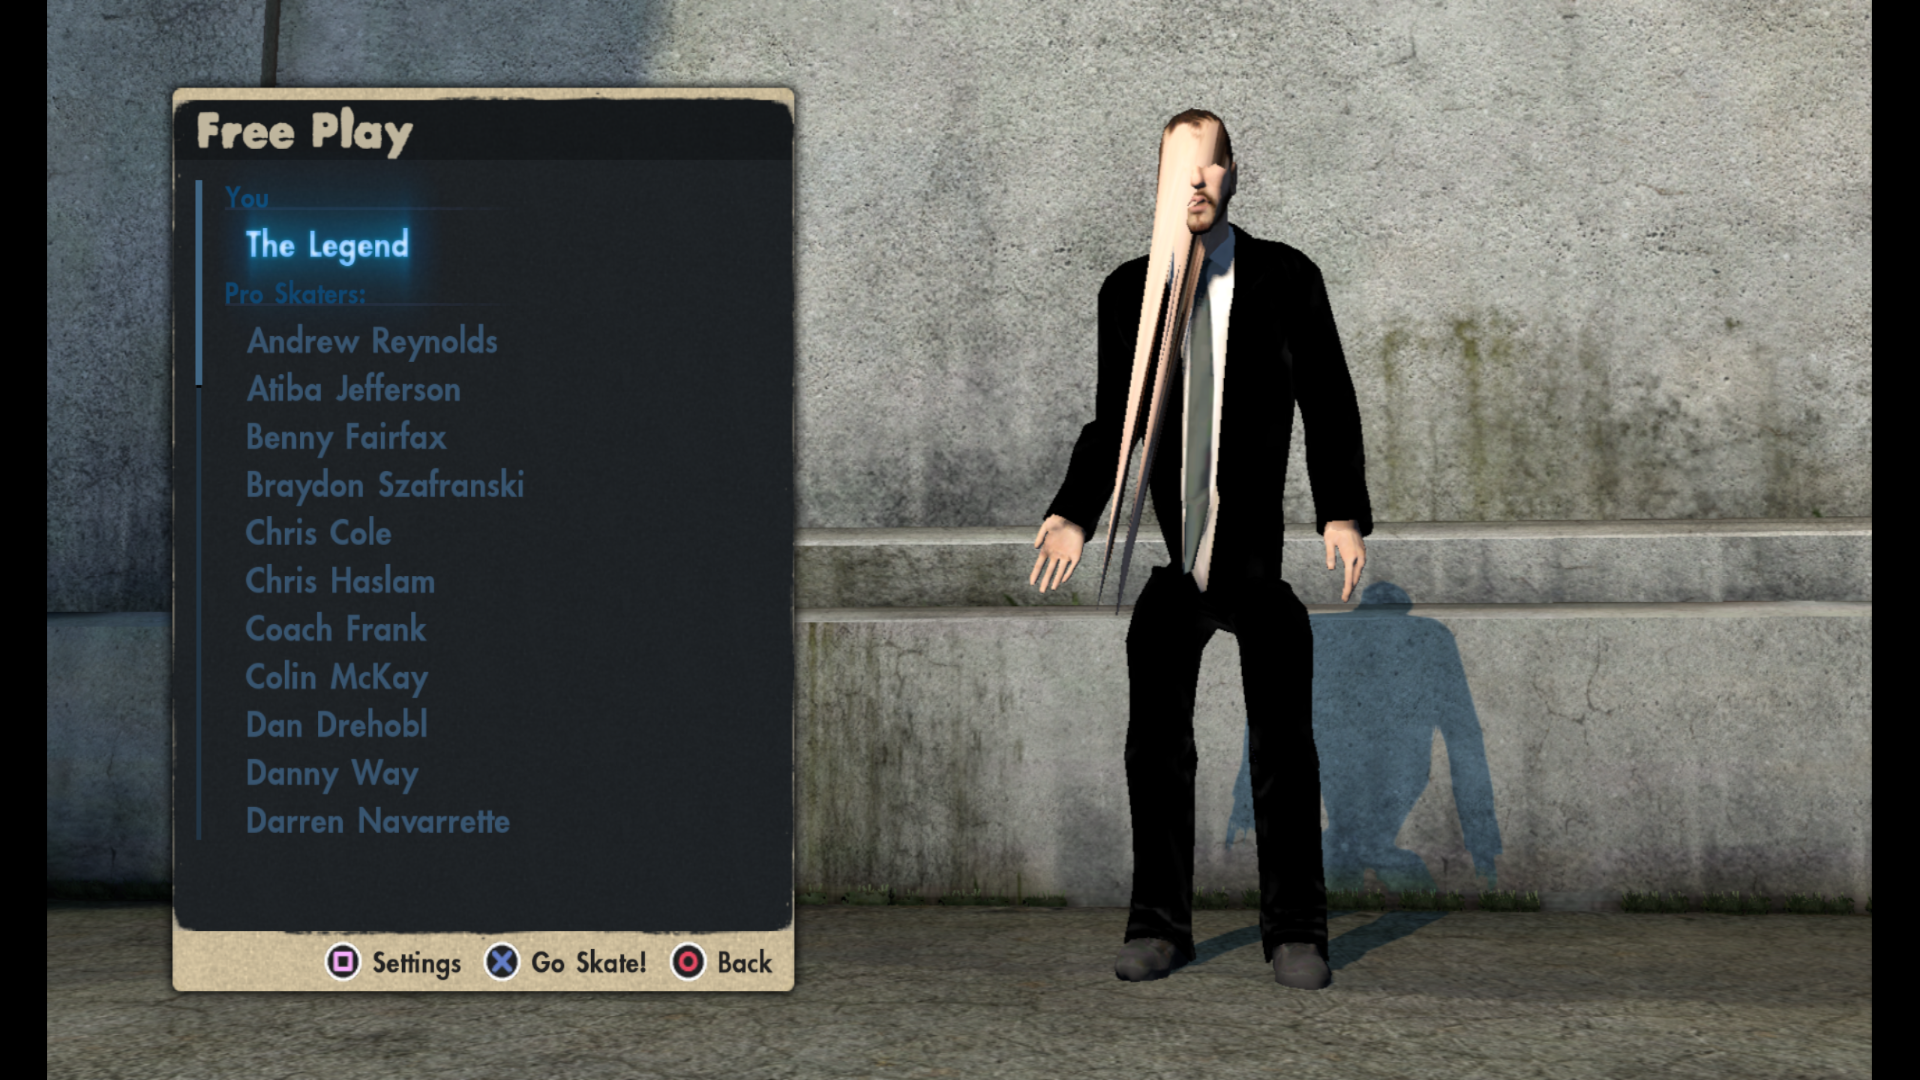 Free Play
You
The Legend
Pro Skaters:
Andrew Reynolds
Atiba Jefferson
Benny Fairfax
Braydon Szafranski
Chris Cole
Chris Haslam
Coach Frank
Colin McKay
Dan Drehobl
Danny Way
Darren Navarrette
Settings Go Skate! Back